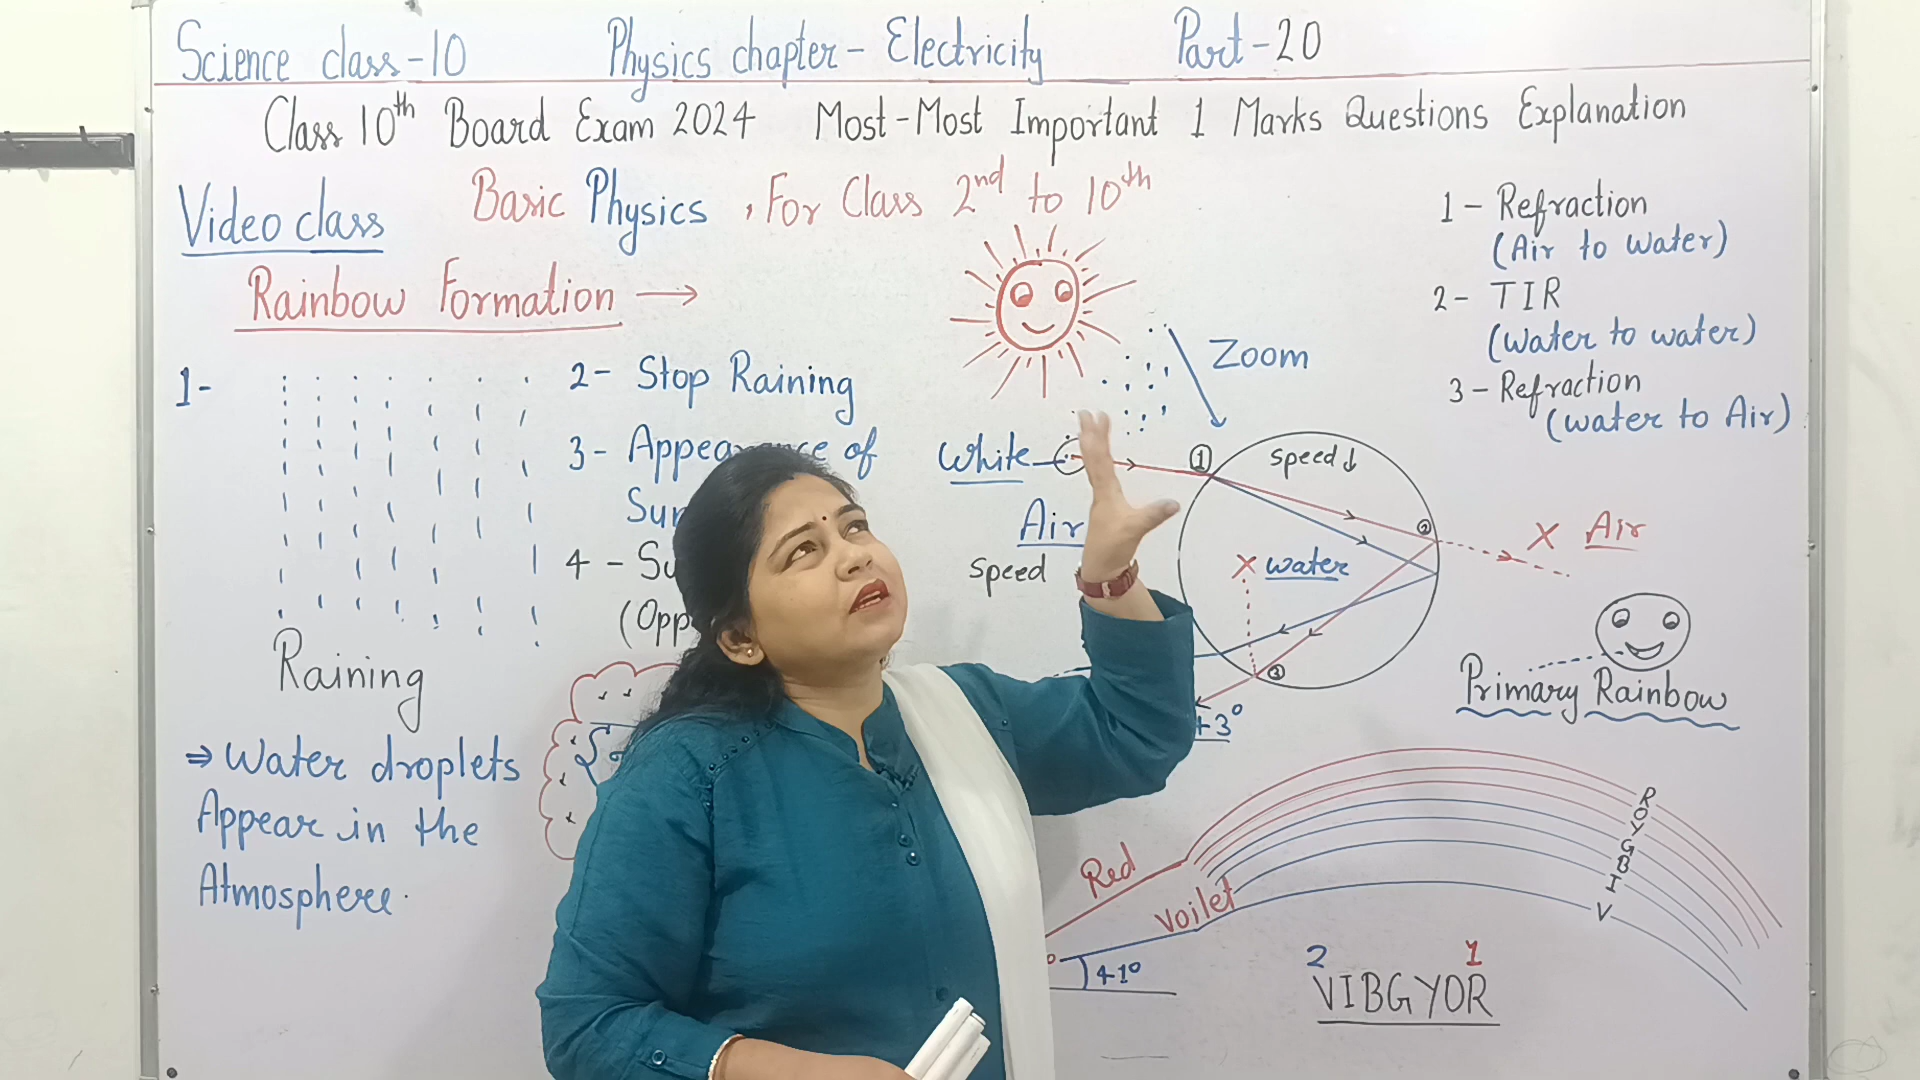 Science class-10 Physics chapter- Electricity Part-20
Class 10th Board Exam 2024 Most-Most Important 1 Marks Questions Explanation
Video class Basic Physics, For Class 2nd to 10th
Rainbow Formation →
1-
Raining
⇒ Water droplets
Appear in the
Atmosphere.
2- Stop Raining
3- Appea ce of
Sun
4- Su
(Opp
Zoom
White
Air
Speed
1
Speed↓
2
X water
3
X Air
43°
1- Refraction
(Air to water)
2- TIR
(Water to water)
3- Refraction
(water to Air)
Primary Rainbow
Red
Voilet
41°
R
O
Y
G
B
I
V
2 1
VIBGYOR